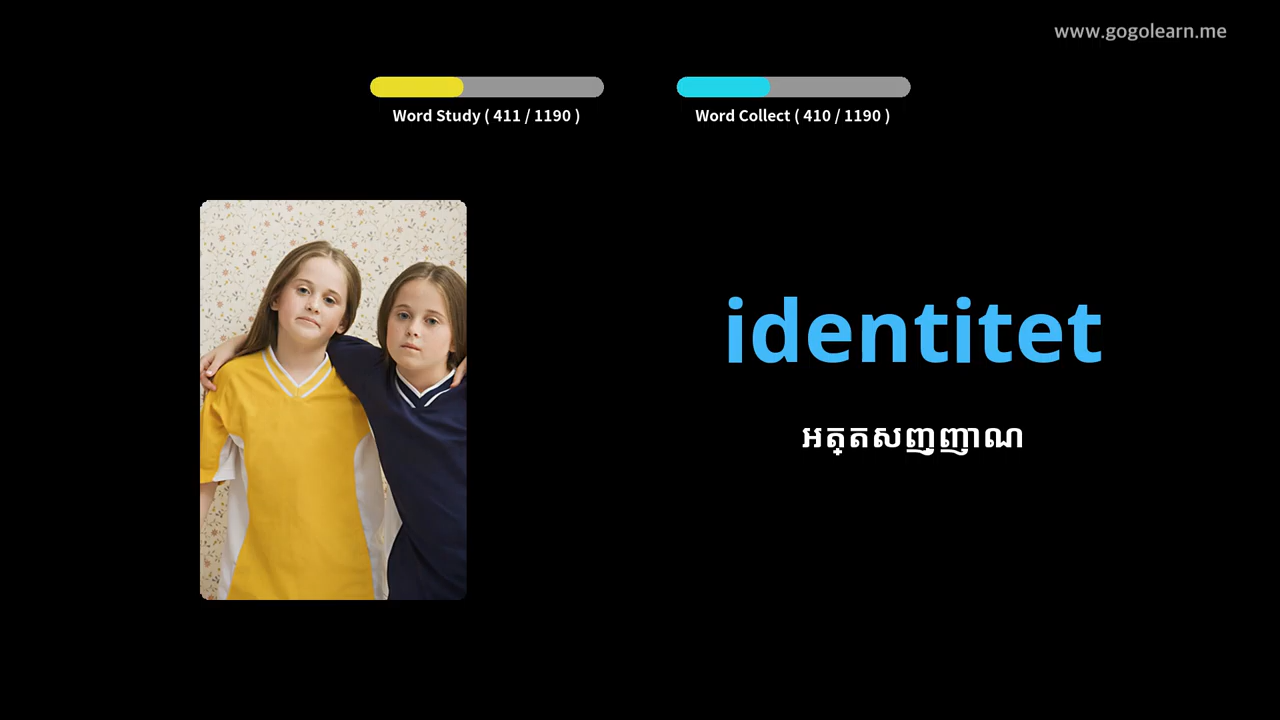 www.gogolearn.me
Word Study ( 411 / 1190 )
Word Collect ( 410 / 1190 )
identitet
អត្តសញ្ញាណ